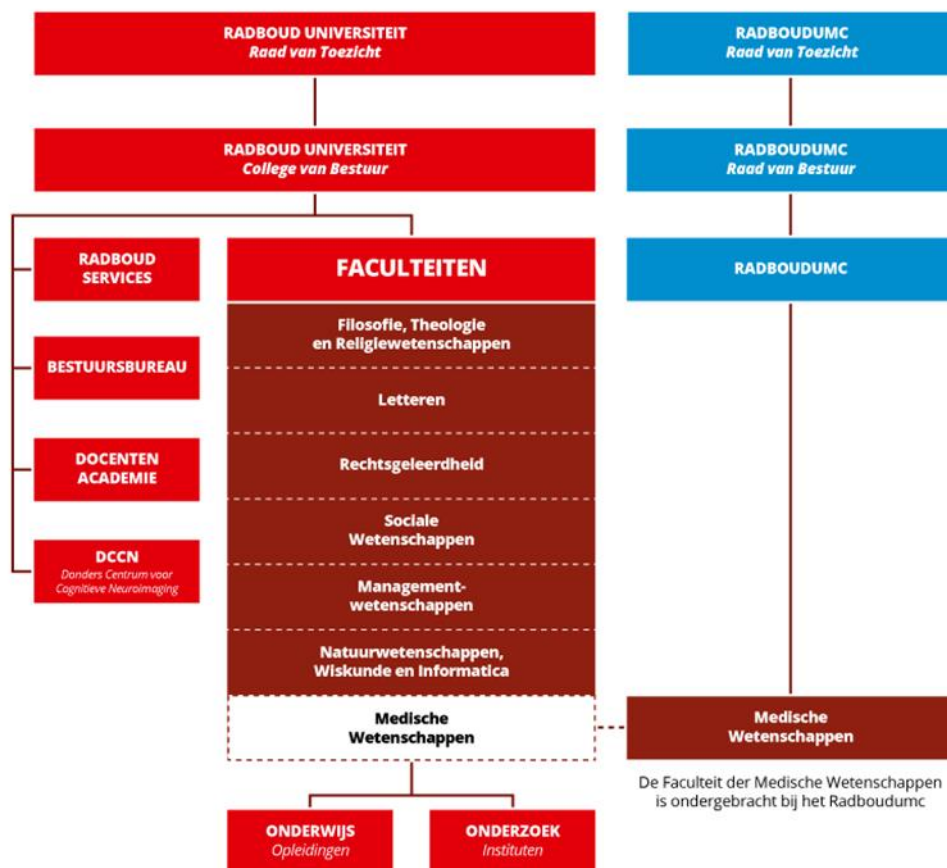 RADBOUD UNIVERSITEIT
Raad van Toezicht
RADBOUDUMC
Raad van Toezicht
RADBOUD UNIVERSITEIT
College van Bestuur
RADBOUDUMC
Raad van Bestuur
RADBOUD
SERVICES
FACULTEITEN
RADBOUDUMC
BESTUURSBUREAU
DOCENTEN
ACADEMIE
DCCN
Donders Centrum voor
Cognitieve Neuroimaging
Filosofie, Theologie
en Religiewetenschappen
Letteren
Rechtsgeleerdheid
Sociale
Wetenschappen
Management-
wetenschappen
Natuurwetenschappen,
Wiskunde en Informatica
Medische
Wetenschappen
Medische
Wetenschappen
De Faculteit der Medische Wetenschappen
is ondergebracht bij het Radboudumc
ONDERWIJS
Opleidingen
ONDERZOEK
Instituten